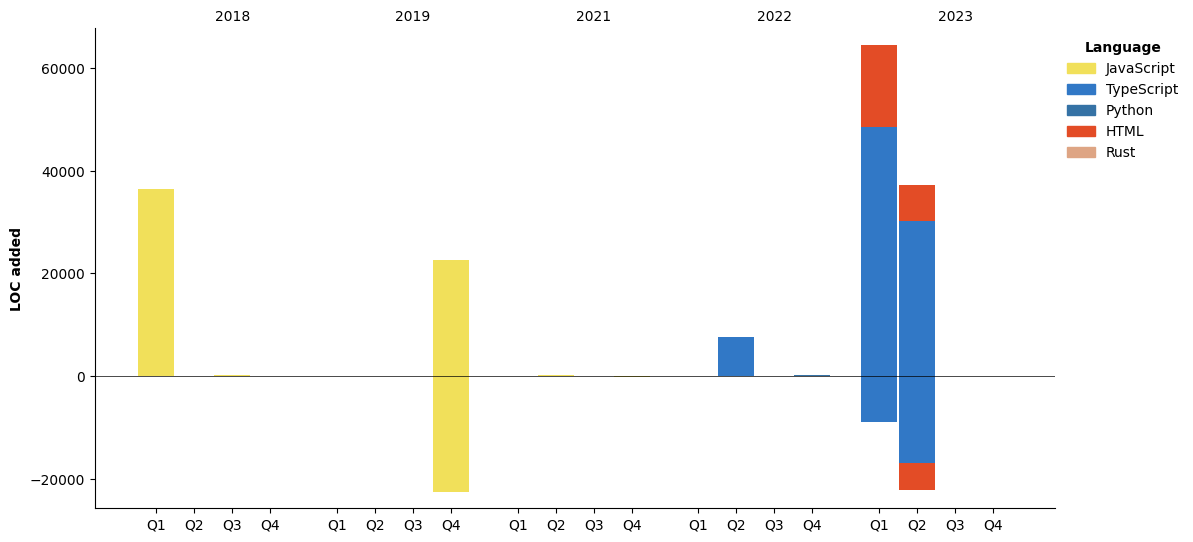 2018 2019 2021 2022 2023
Language
JavaScript
TypeScript
Python
HTML
Rust
LOC added
60000
40000
20000
0
−20000
Q1 Q2 Q3 Q4 Q1 Q2 Q3 Q4 Q1 Q2 Q3 Q4 Q1 Q2 Q3 Q4 Q1 Q2 Q3 Q4